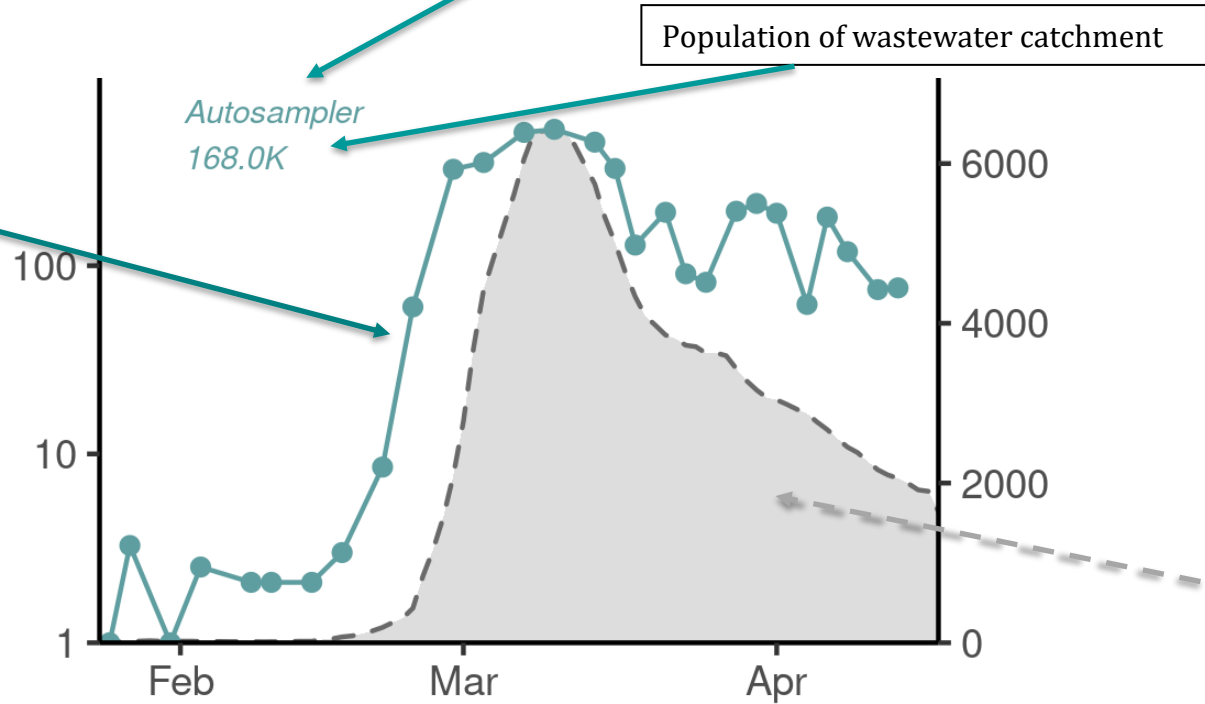 Population of wastewater catchment
Autosampler
168.0K
100
10
1
6000
4000
2000
0
Feb Mar Apr